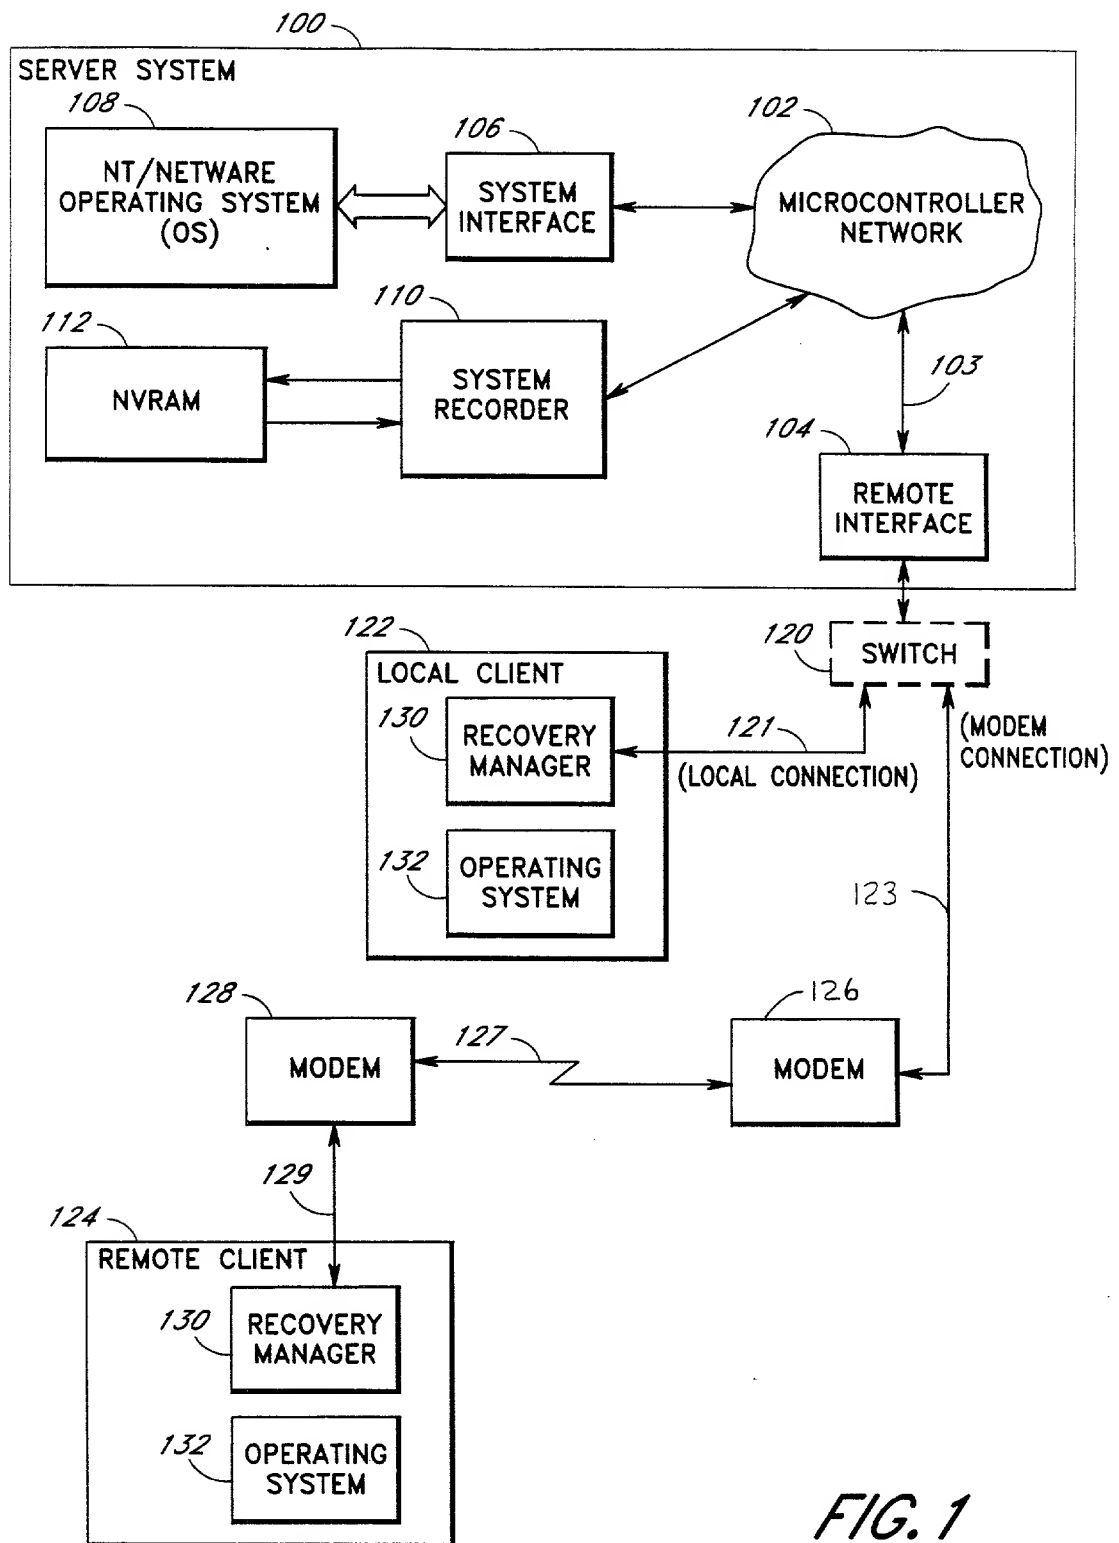 100
SERVER SYSTEM
108
NT/NETWARE
OPERATING SYSTEM
(OS)
106
SYSTEM
INTERFACE
102
MICROCONTROLLER
NETWORK
112
NVRAM
110
SYSTEM
RECORDER
103
104
REMOTE
INTERFACE
122
LOCAL CLIENT
130
RECOVERY
MANAGER
132
OPERATING
SYSTEM
120
SWITCH
121
(LOCAL CONNECTION)
(MODEM
CONNECTION)
123
128
MODEM
127
126
MODEM
129
124
REMOTE CLIENT
130
RECOVERY
MANAGER
132
OPERATING
SYSTEM
FIG. 1